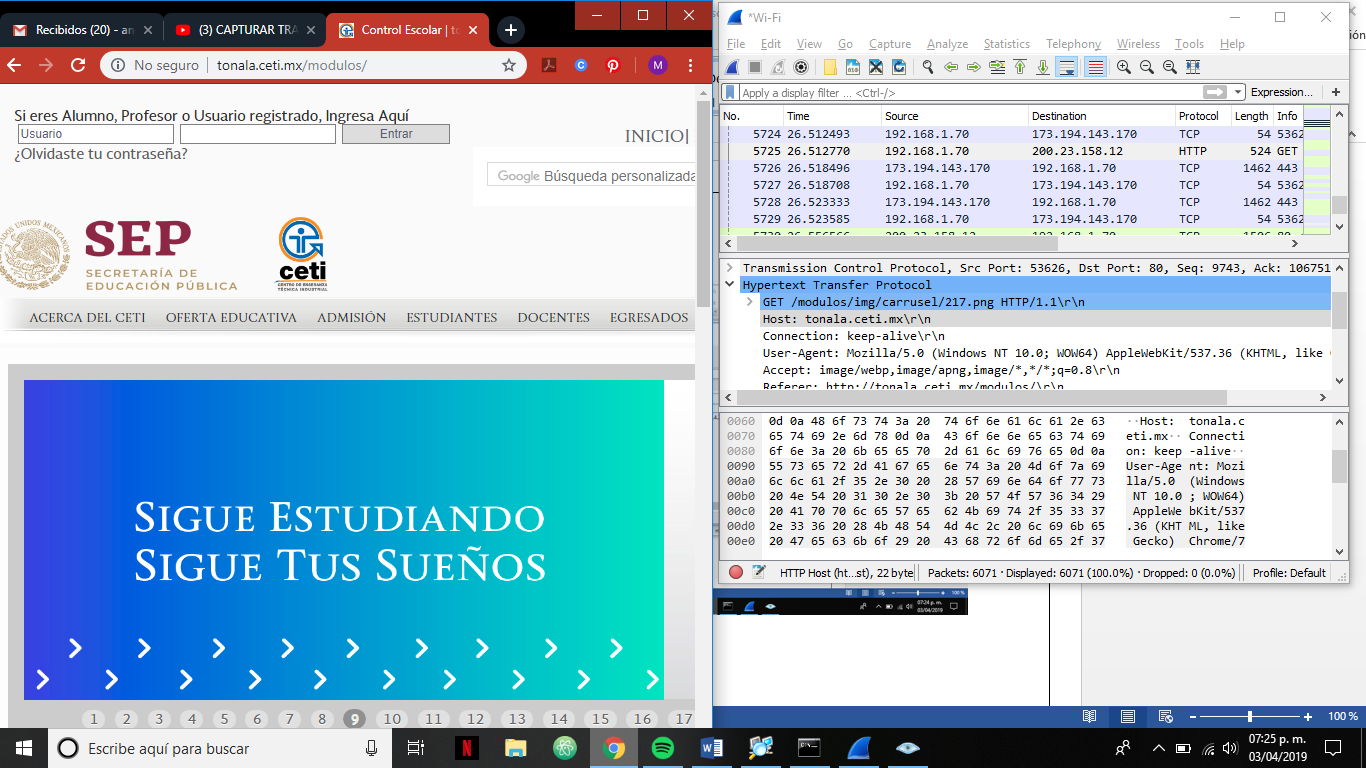 Recibidos (20) - an
(3) CAPTURAR TRA
Control Escolar | to
No seguro | tonala.ceti.mx/modulos/
M
Si eres Alumno, Profesor o Usuario registrado, Ingresa Aquí
Usuario
Entrar
¿Olvidaste tu contraseña?
INICIO|
Google Búsqueda personalizada
SEP
SECRETARÍA DE
EDUCACIÓN PÚBLICA
ceti
CENTRO DE ENSEÑANZA
TÉCNICA INDUSTRIAL
ACERCA DEL CETI OFERTA EDUCATIVA ADMISIÓN ESTUDIANTES DOCENTES EGRESADOS
Sigue Estudiando
Sigue Tus Sueños
1 2 3 4 5 6 7 8 9 10 11 12 13 14 15 16 17
*Wi-Fi
File Edit View Go Capture Analyze Statistics Telephony Wireless Tools Help
Apply a display filter ... <Ctrl-/>
Expression... +
No. Time Source Destination Protocol Length Info
5724 26.512493 192.168.1.70 173.194.143.170 TCP 54 5362
5725 26.512770 192.168.1.70 200.23.158.12 HTTP 524 GET
5726 26.518496 173.194.143.170 192.168.1.70 TCP 1462 443
5727 26.518708 192.168.1.70 173.194.143.170 TCP 54 5362
5728 26.523333 173.194.143.170 192.168.1.70 TCP 1462 443
5729 26.523585 192.168.1.70 173.194.143.170 TCP 54 5362
Transmission Control Protocol, Src Port: 53626, Dst Port: 80, Seq: 9743, Ack: 106751
Hypertext Transfer Protocol
GET /modulos/img/carrusel/217.png HTTP/1.1\r\n
Host: tonala.ceti.mx\r\n
Connection: keep-alive\r\n
User-Agent: Mozilla/5.0 (Windows NT 10.0; WOW64) AppleWebKit/537.36 (KHTML, like
Accept: image/webp,image/apng,image/*,*/*;q=0.8\r\n
Referer: http://tonala.ceti.mx/modulos/\r\n
0060 0d 0a 48 6f 73 74 3a 20 74 6f 6e 61 6c 61 2e 63 ··Host: tonala.c
0070 65 74 69 2e 6d 78 0d 0a 43 6f 6e 6e 65 63 74 69 eti.mx·· Connecti
0080 6f 6e 3a 20 6b 65 65 70 2d 61 6c 69 76 65 0d 0a on: keep -alive··
0090 55 73 65 72 2d 41 67 65 6e 74 3a 20 4d 6f 7a 69 User-Age nt: Mozi
00a0 6c 6c 61 2f 35 2e 30 20 28 57 69 6e 64 6f 77 73 lla/5.0 (Windows
00b0 20 4e 54 20 31 30 2e 30 3b 20 57 4f 57 36 34 29 NT 10.0 ; WOW64)
00c0 20 41 70 70 6c 65 57 65 62 4b 69 74 2f 35 33 37 AppleWe bKit/537
00d0 2e 33 36 20 28 4b 48 54 4d 4c 2c 20 6c 69 6b 65 .36 (KHT ML, like
00e0 20 47 65 63 6b 6f 29 20 43 68 72 6f 6d 65 2f 37 Gecko) Chrome/7
HTTP Host (ht...st), 22 byte
Packets: 6071 · Displayed: 6071 (100.0%) · Dropped: 0 (0.0%)
Profile: Default
100 %
07:24 p. m.
03/04/2019
100 %
Escribe aquí para buscar
07:25 p. m.
03/04/2019